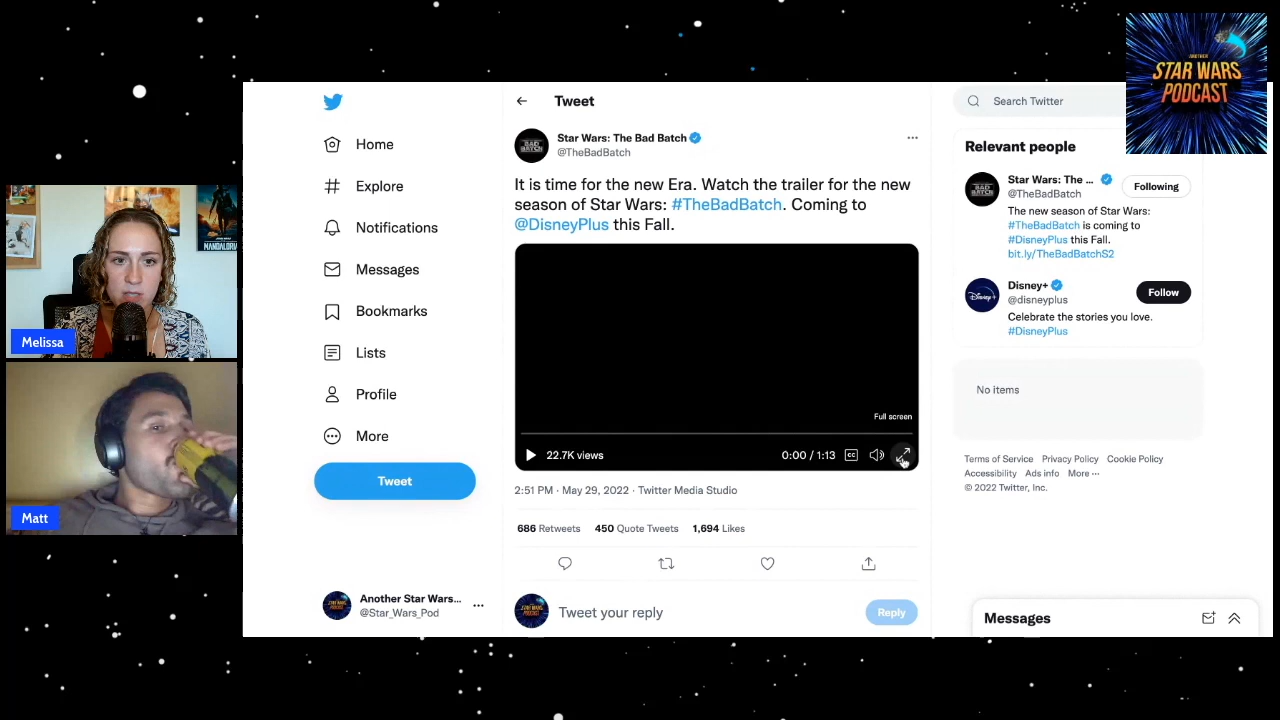 ANOTHER
STAR WARS
PODCAST
MANDALORIAN
Melissa
Matt
Home
Explore
Notifications
Messages
Bookmarks
Lists
Profile
More
Tweet
Another Star Wars...
@Star_Wars_Pod
Tweet
Star Wars: The Bad Batch
@TheBadBatch
It is time for the new Era. Watch the trailer for the new
season of Star Wars: #TheBadBatch. Coming to
@DisneyPlus this Fall.
Full screen
22.7K views
0:00 / 1:13
CC
2:51 PM · May 29, 2022 · Twitter Media Studio
686 Retweets 450 Quote Tweets 1,694 Likes
Tweet your reply
Reply
Search Twitter
Relevant people
Star Wars: The ...
@TheBadBatch
Following
The new season of Star Wars:
#TheBadBatch is coming to
#DisneyPlus this Fall.
bit.ly/TheBadBatchS2
Disney+
@disneyplus
Follow
Celebrate the stories you love.
#DisneyPlus
No items
Terms of Service Privacy Policy Cookie Policy
Accessibility Ads info More ···
© 2022 Twitter, Inc.
Messages